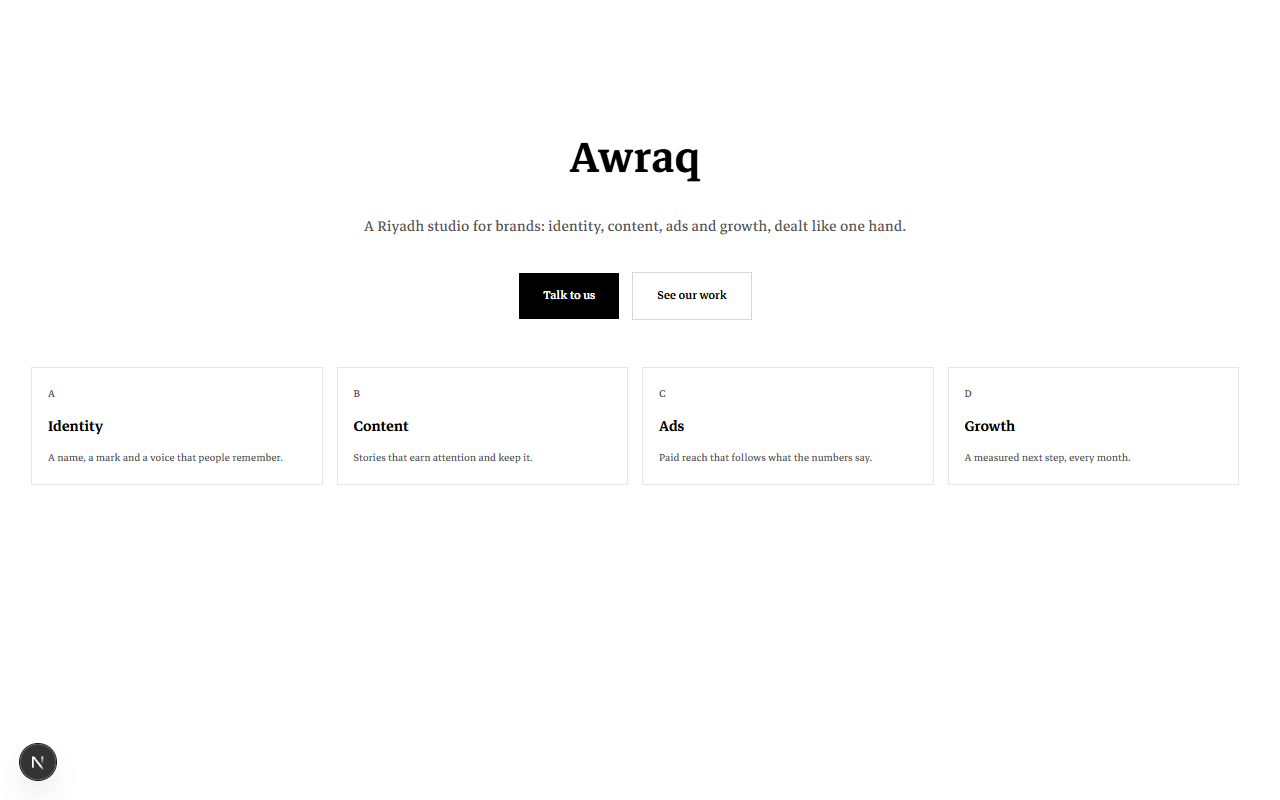 Awraq
A Riyadh studio for brands: identity, content, ads and growth, dealt like one hand.
Talk to us
See our work
A
Identity
A name, a mark and a voice that people remember.
B
Content
Stories that earn attention and keep it.
C
Ads
Paid reach that follows what the numbers say.
D
Growth
A measured next step, every month.
N